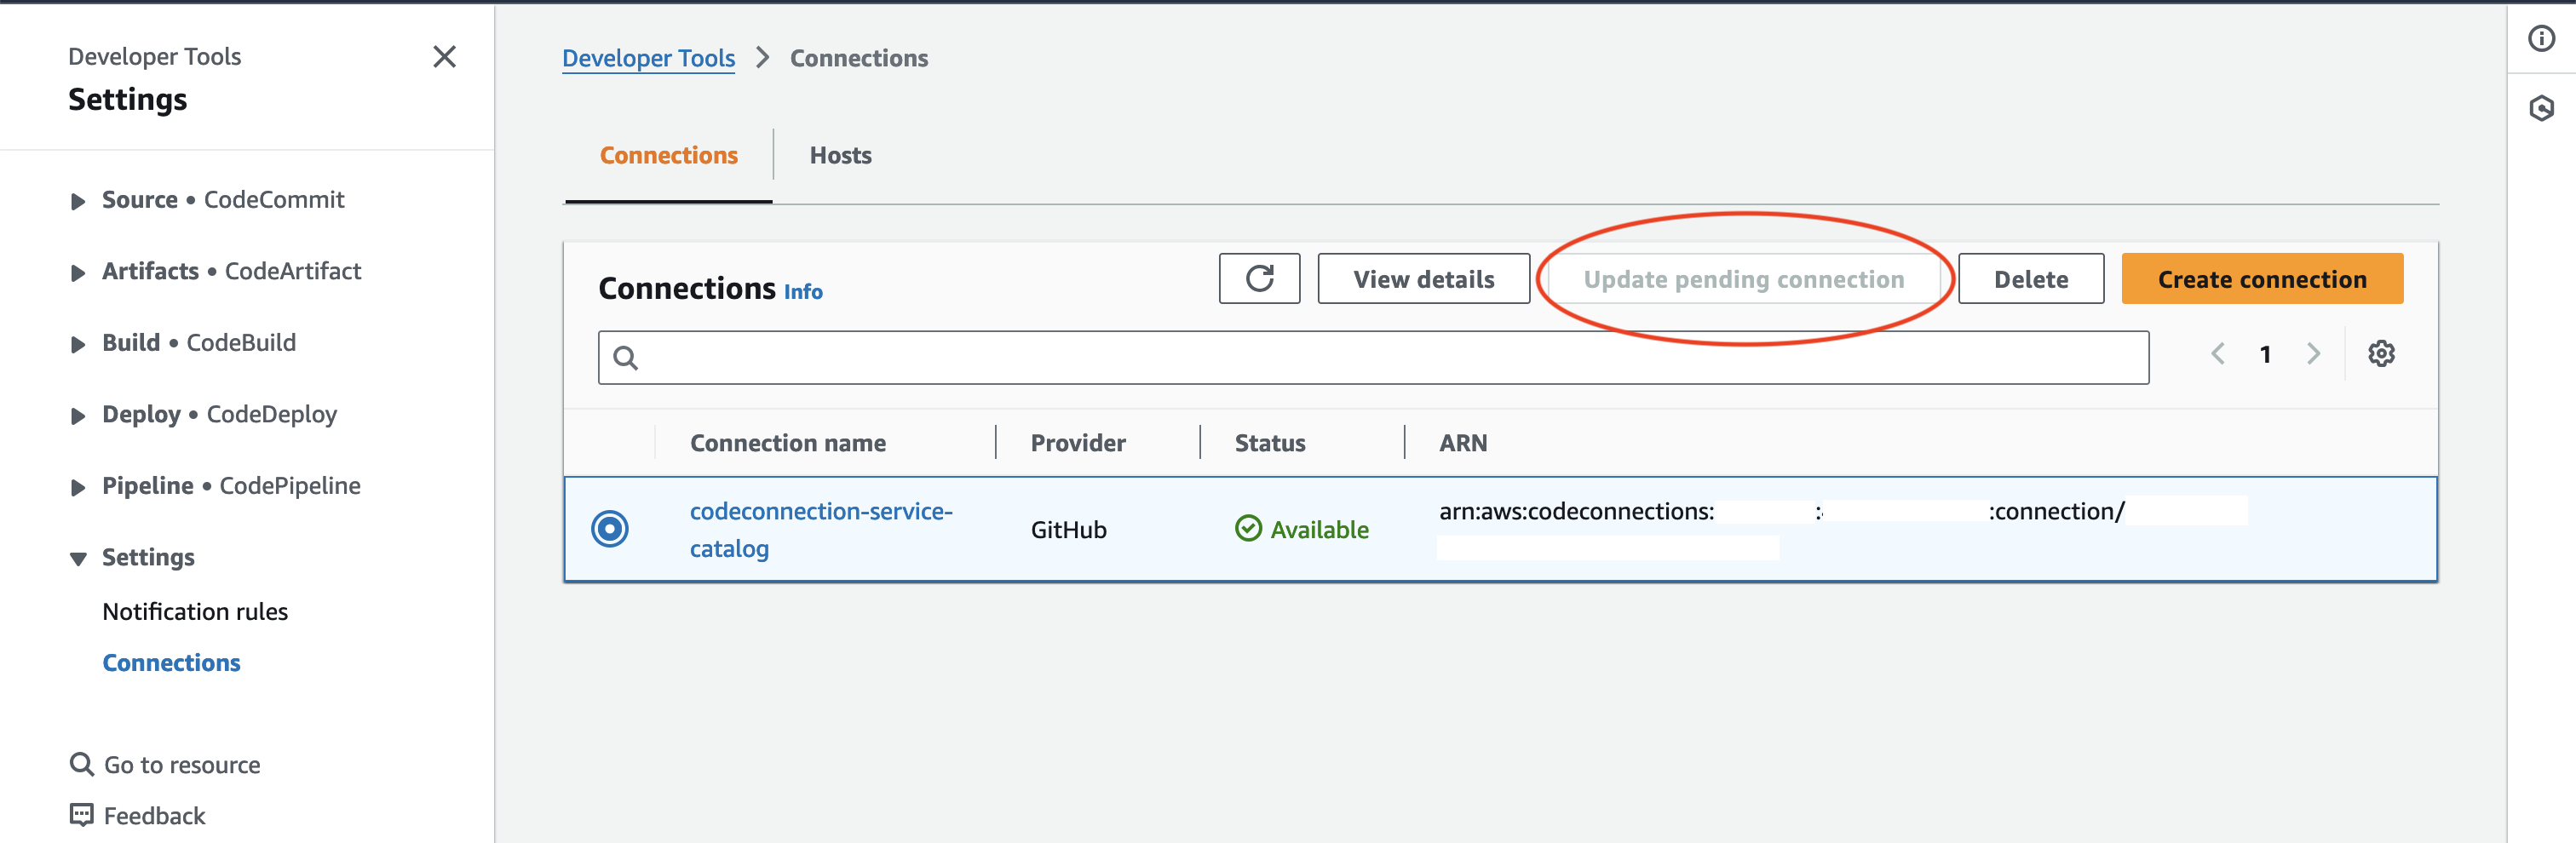 Developer Tools
Settings
Source • CodeCommit
Artifacts • CodeArtifact
Build • CodeBuild
Deploy • CodeDeploy
Pipeline • CodePipeline
Settings
Notification rules
Connections
Go to resource
Feedback
Developer Tools > Connections
Connections
Hosts
Connections Info
View details
Update pending connection
Delete
Create connection
1
Connection name
Provider
Status
ARN
codeconnection-service-
catalog
GitHub
Available
arn:aws:codeconnections: : :connection/